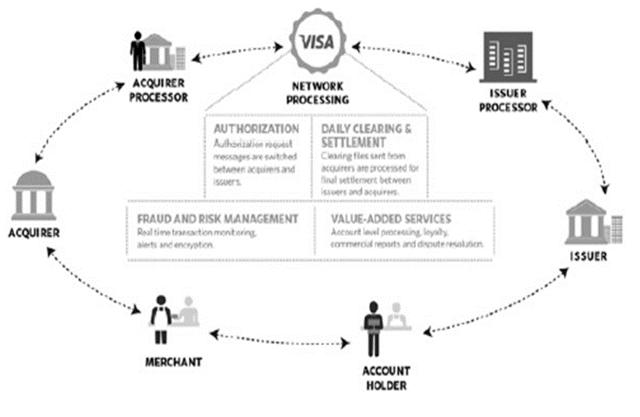 VISA
NETWORK
PROCESSING
ACQUIRER
PROCESSOR
ISSUER
PROCESSOR
AUTHORIZATION
Authorization request
messages are switched
between acquirers and
issuers.
DAILY CLEARING &
SETTLEMENT
Clearing files sent from
acquirers are processed for
final settlement between
issuers and acquirers.
FRAUD AND RISK MANAGEMENT
Real time transaction monitoring,
alerts and encryption.
VALUE-ADDED SERVICES
Account level processing, loyalty,
commercial reports and dispute resolution.
ACQUIRER
ISSUER
MERCHANT
ACCOUNT
HOLDER